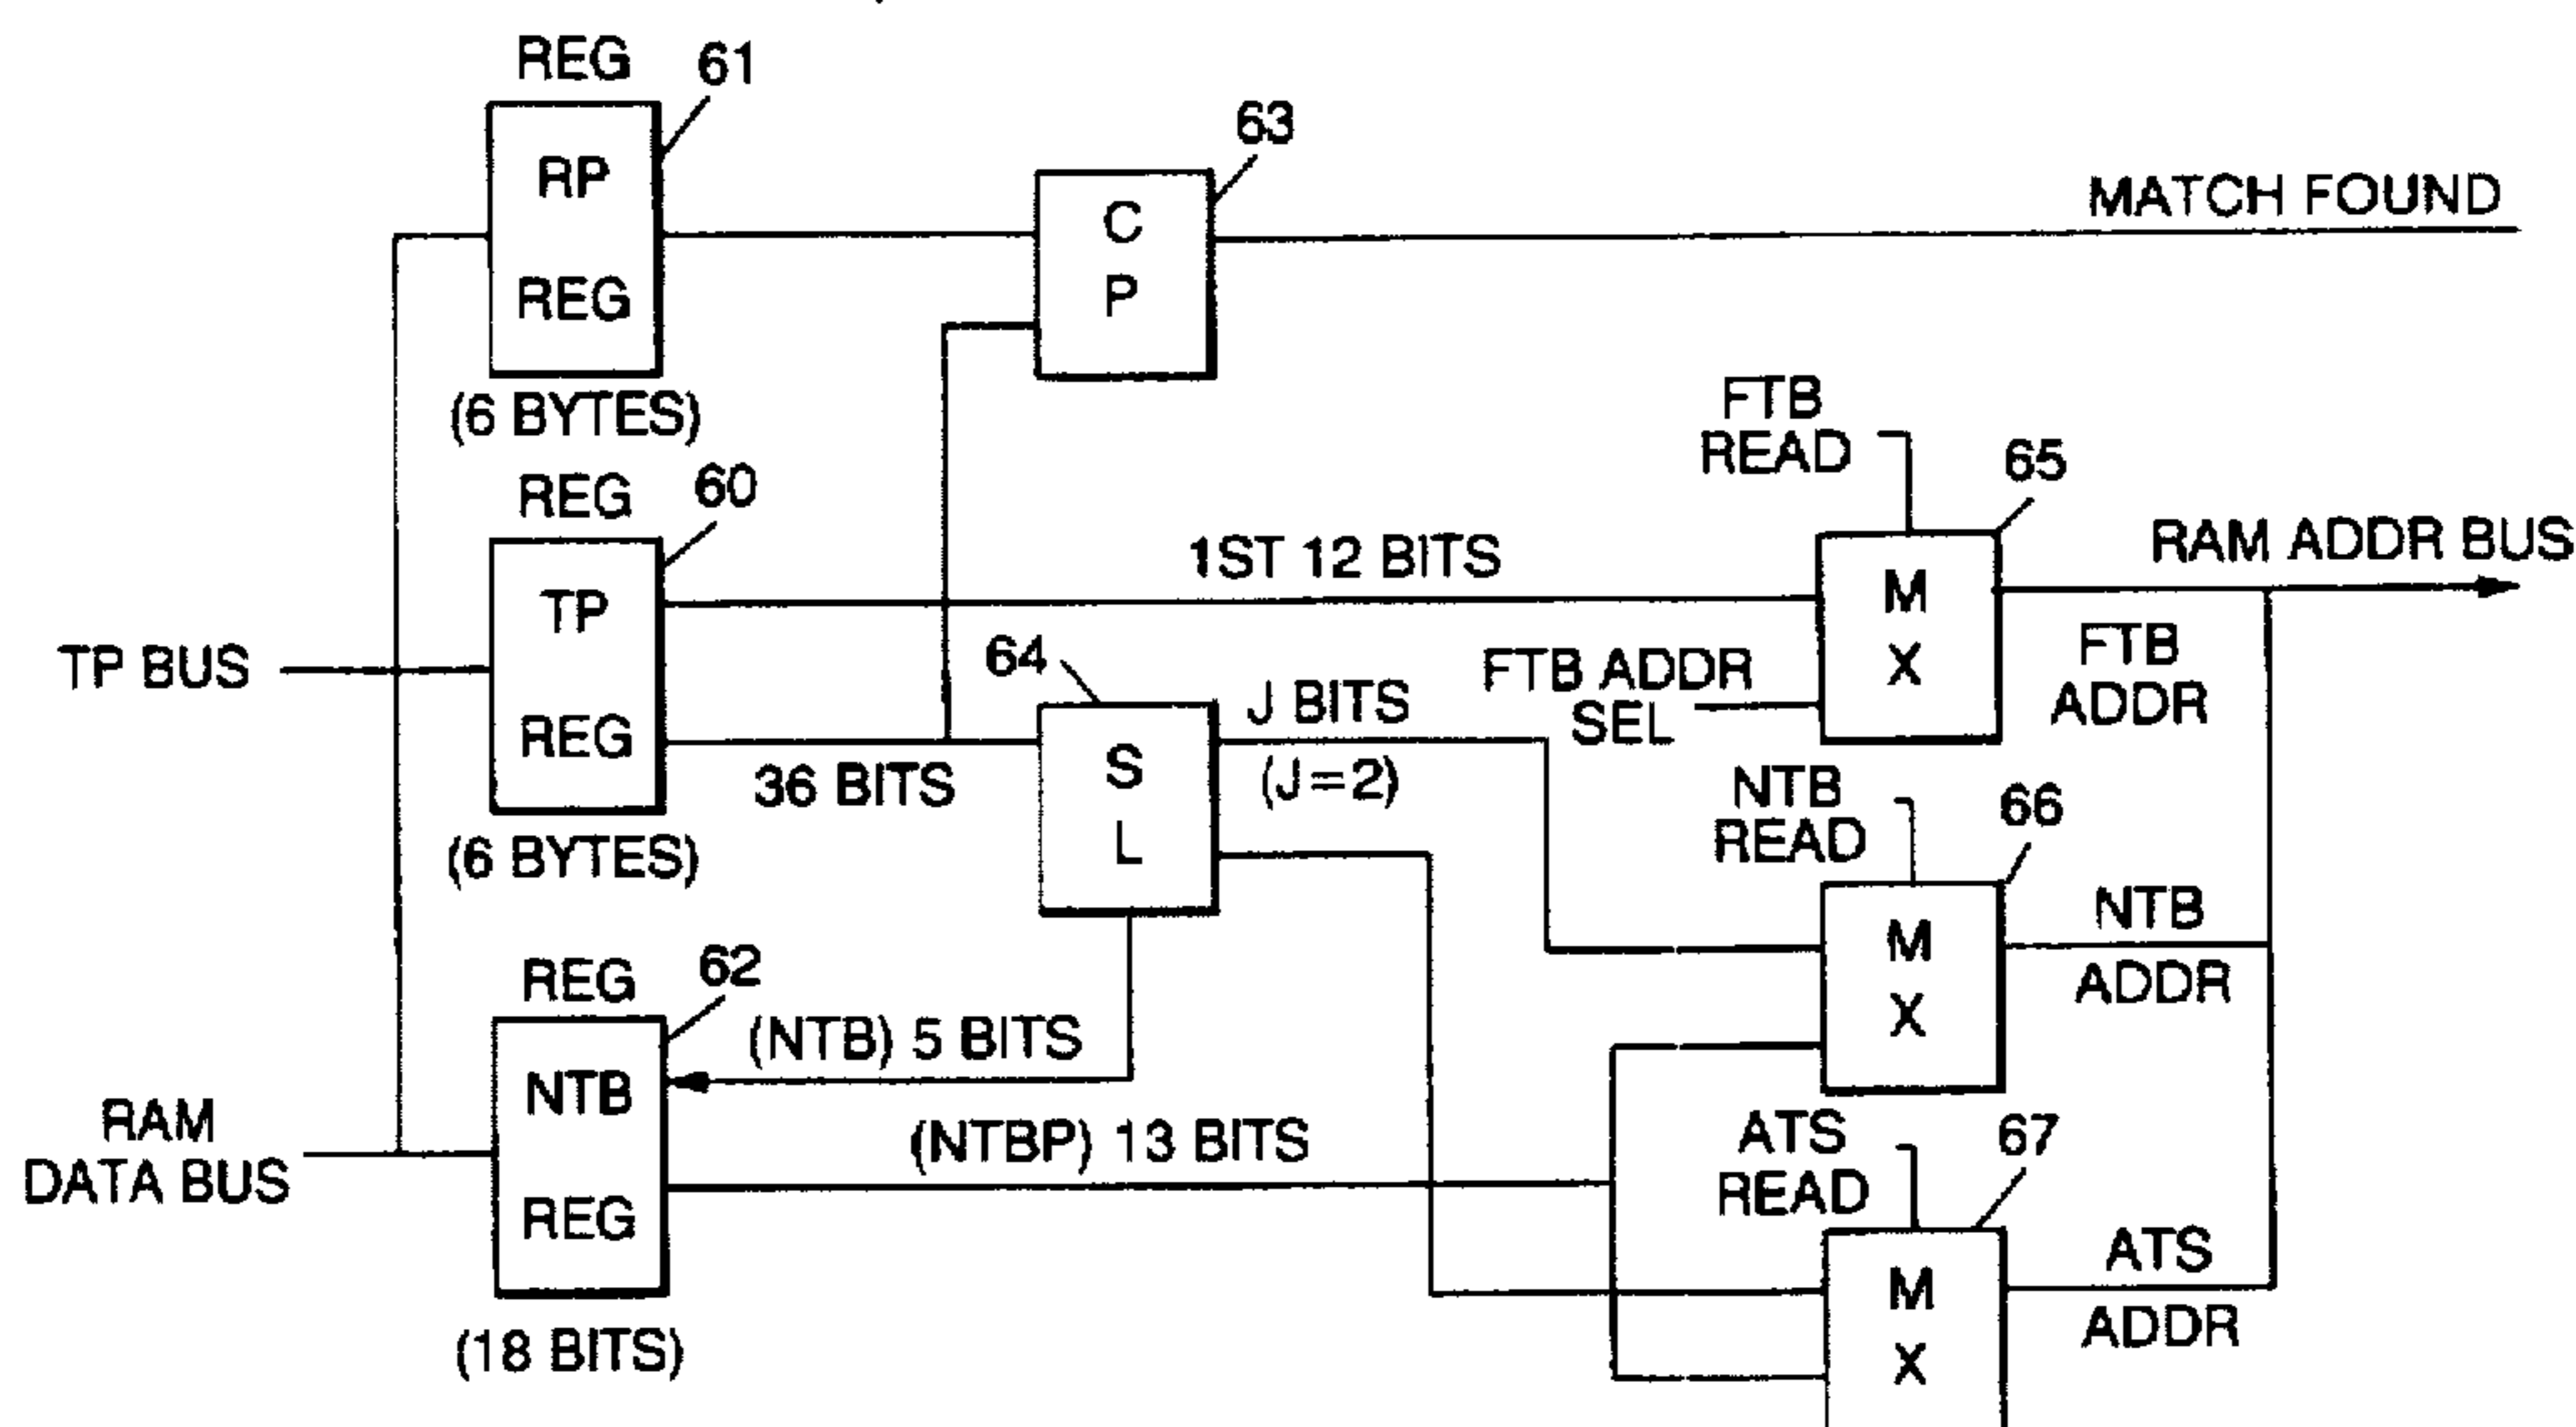 REG
61
RP
REG
(6 BYTES)
63
C
P
MATCH FOUND
REG
60
TP
REG
(6 BYTES)
TP BUS
1ST 12 BITS
36 BITS
64
S
L
J BITS
(J=2)
FTB
READ
65
M
X
FTB ADDR
SEL
RAM ADDR BUS
FTB
ADDR
NTB
READ
66
M
X
NTB
ADDR
REG
62
NTB
REG
(18 BITS)
(NTB) 5 BITS
(NTBP) 13 BITS
RAM
DATA BUS
ATS
READ
67
M
X
ATS
ADDR